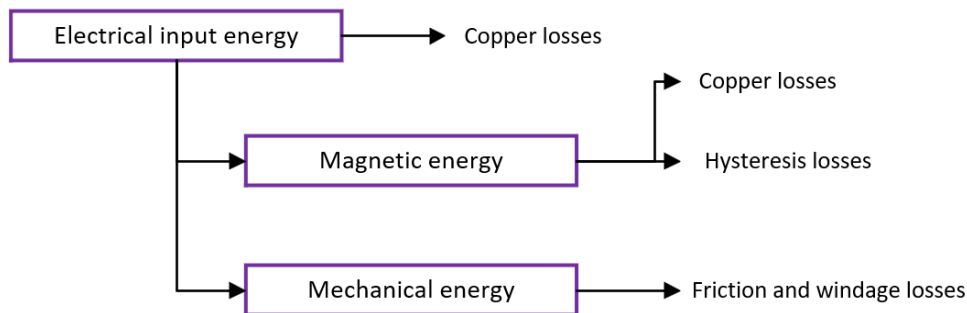 Electrical input energy
Copper losses
Copper losses
Magnetic energy
Hysteresis losses
Mechanical energy
Friction and windage losses